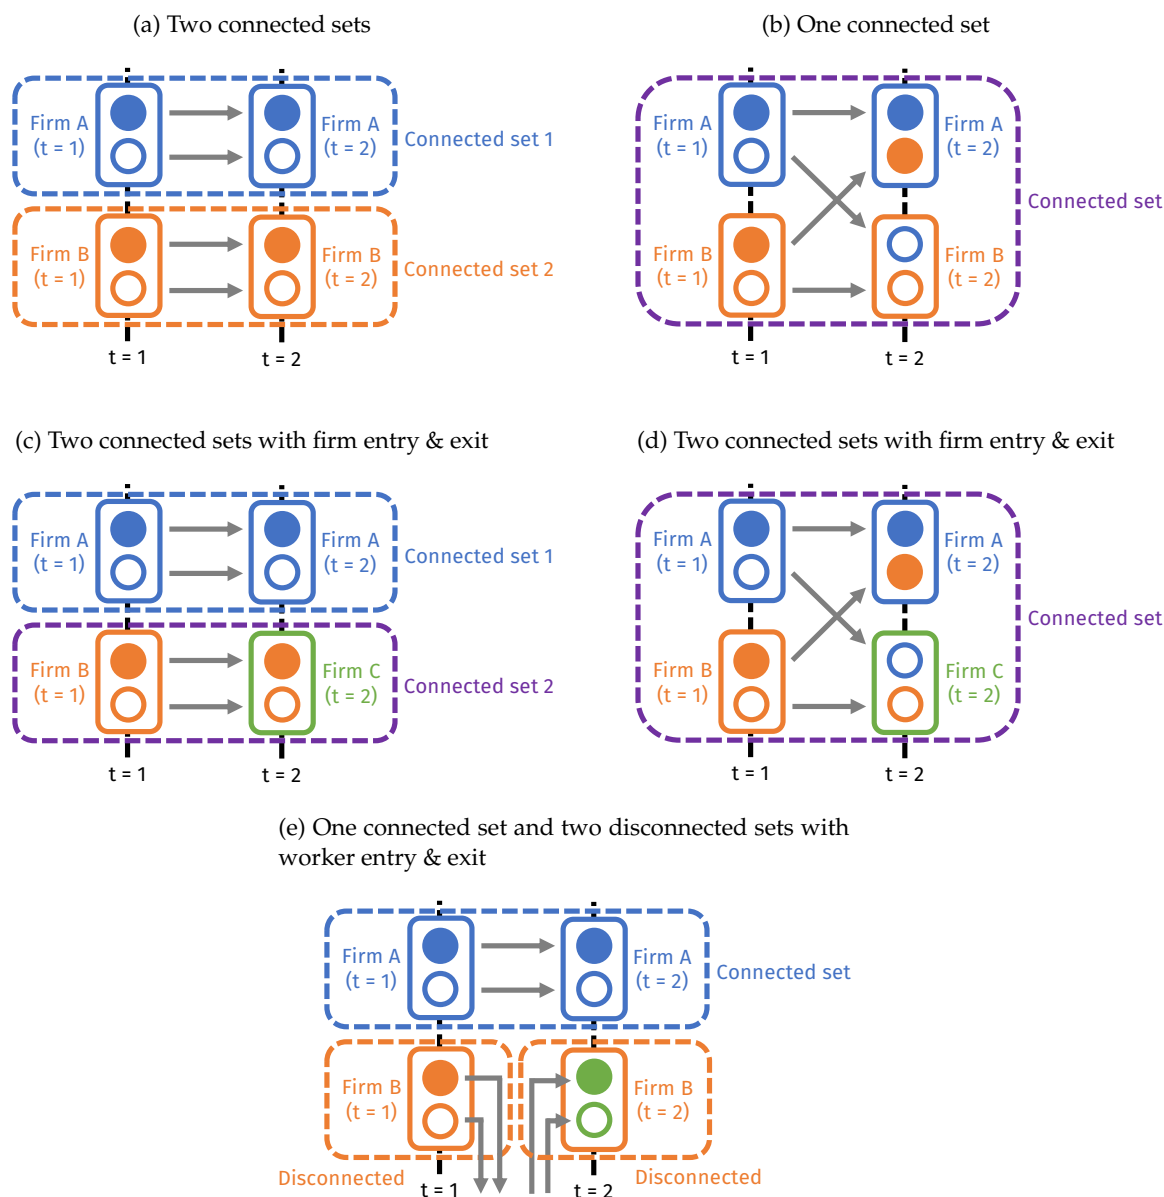 (a) Two connected sets
(b) One connected set
Firm A
(t = 1)
Firm A
(t = 2)
Connected set 1
Firm B
(t = 1)
Firm B
(t = 2)
Connected set 2
t = 1
t = 2
Firm A
(t = 1)
Firm A
(t = 2)
Connected set
Firm B
(t = 1)
Firm B
(t = 2)
t = 1
t = 2
(c) Two connected sets with firm entry & exit
(d) Two connected sets with firm entry & exit
Firm A
(t = 1)
Firm A
(t = 2)
Connected set 1
Firm B
(t = 1)
Firm C
(t = 2)
Connected set 2
t = 1
t = 2
Firm A
(t = 1)
Firm A
(t = 2)
Connected set
Firm B
(t = 1)
Firm C
(t = 2)
t = 1
t = 2
(e) One connected set and two disconnected sets with
worker entry & exit
Firm A
(t = 1)
Firm A
(t = 2)
Connected set
Firm B
(t = 1)
Firm B
(t = 2)
Disconnected
Disconnected
t = 1
t = 2